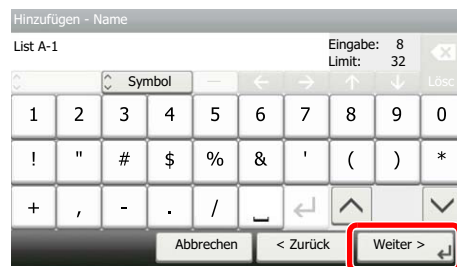 Hinzufügen - Name
List A-1
Eingabe: 8
Limit: 32
Symbol
Lösc
1 2 3 4 5 6 7 8 9 0
! " # $ % & ' ( ) *
+ , - . / _
Abbrechen < Zurück Weiter >